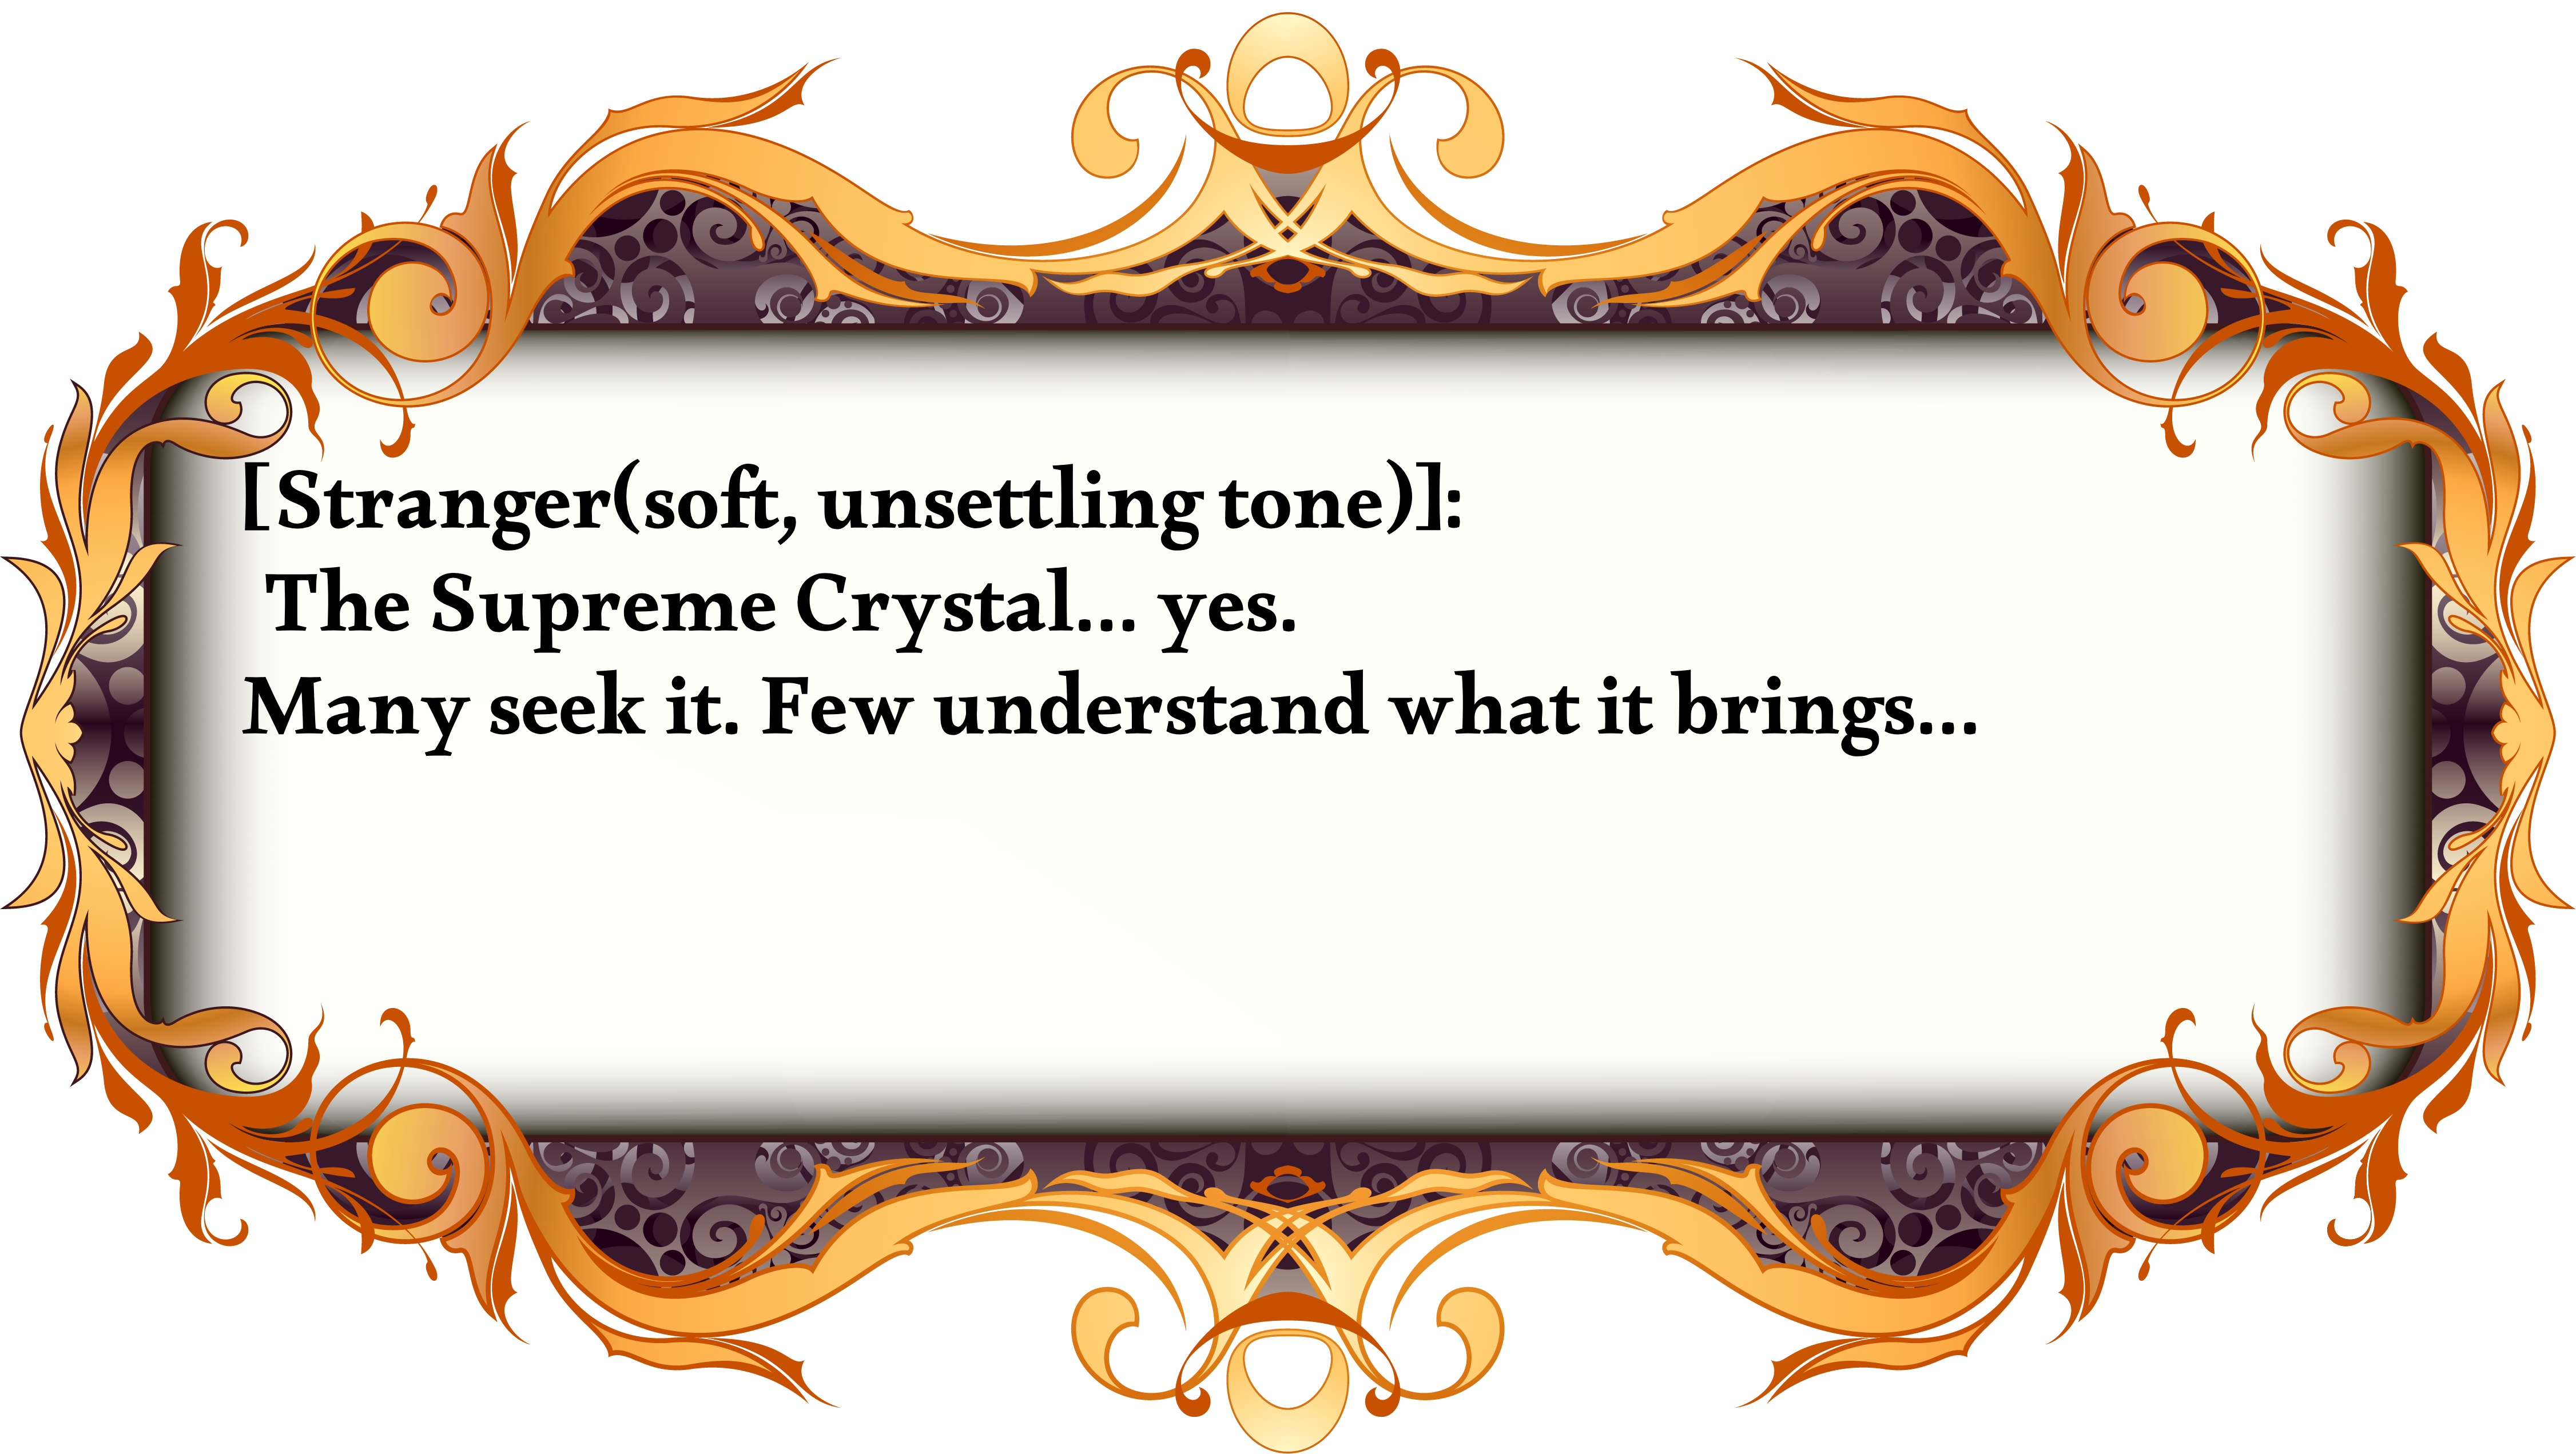 [Stranger(soft, unsettling tone)]:
The Supreme Crystal... yes.
Many seek it. Few understand what it brings...